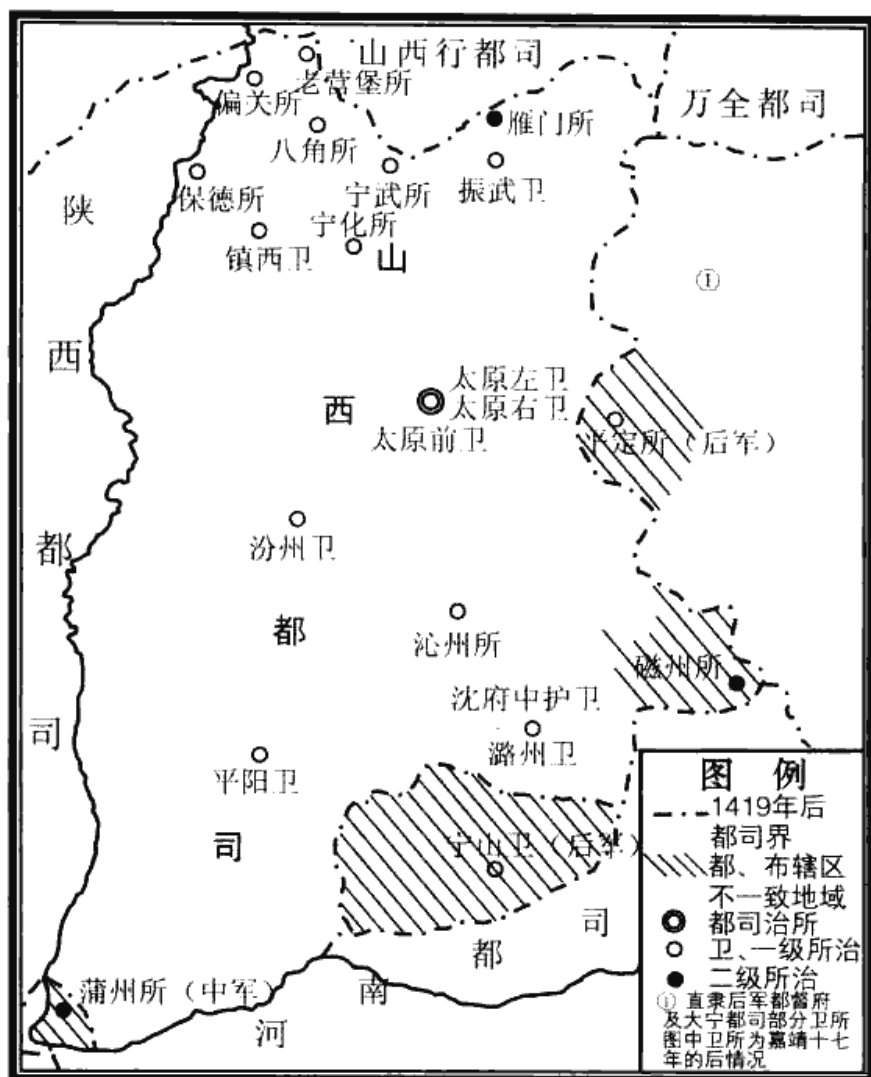 山西行都司
老营堡所
偏关所
万全都司
雁门所
八角所
宁武所
振武卫
保德所
宁化所
镇西卫
陕
西
都
司
山
西
都
司
①
太原左卫
太原右卫
太原前卫
平定所（后军）
汾州卫
沁州所
磁州所
沈府中护卫
潞州卫
平阳卫
宁山卫（后军）
蒲州所（中军）
河
南
都
司
图 例
1419年后
都司界
都、布辖区
不一致地域
都司治所
卫、一级所治
二级所治
① 直隶后军都督府
及大宁都司部分卫所
图中卫所为嘉靖十七
年的后情况